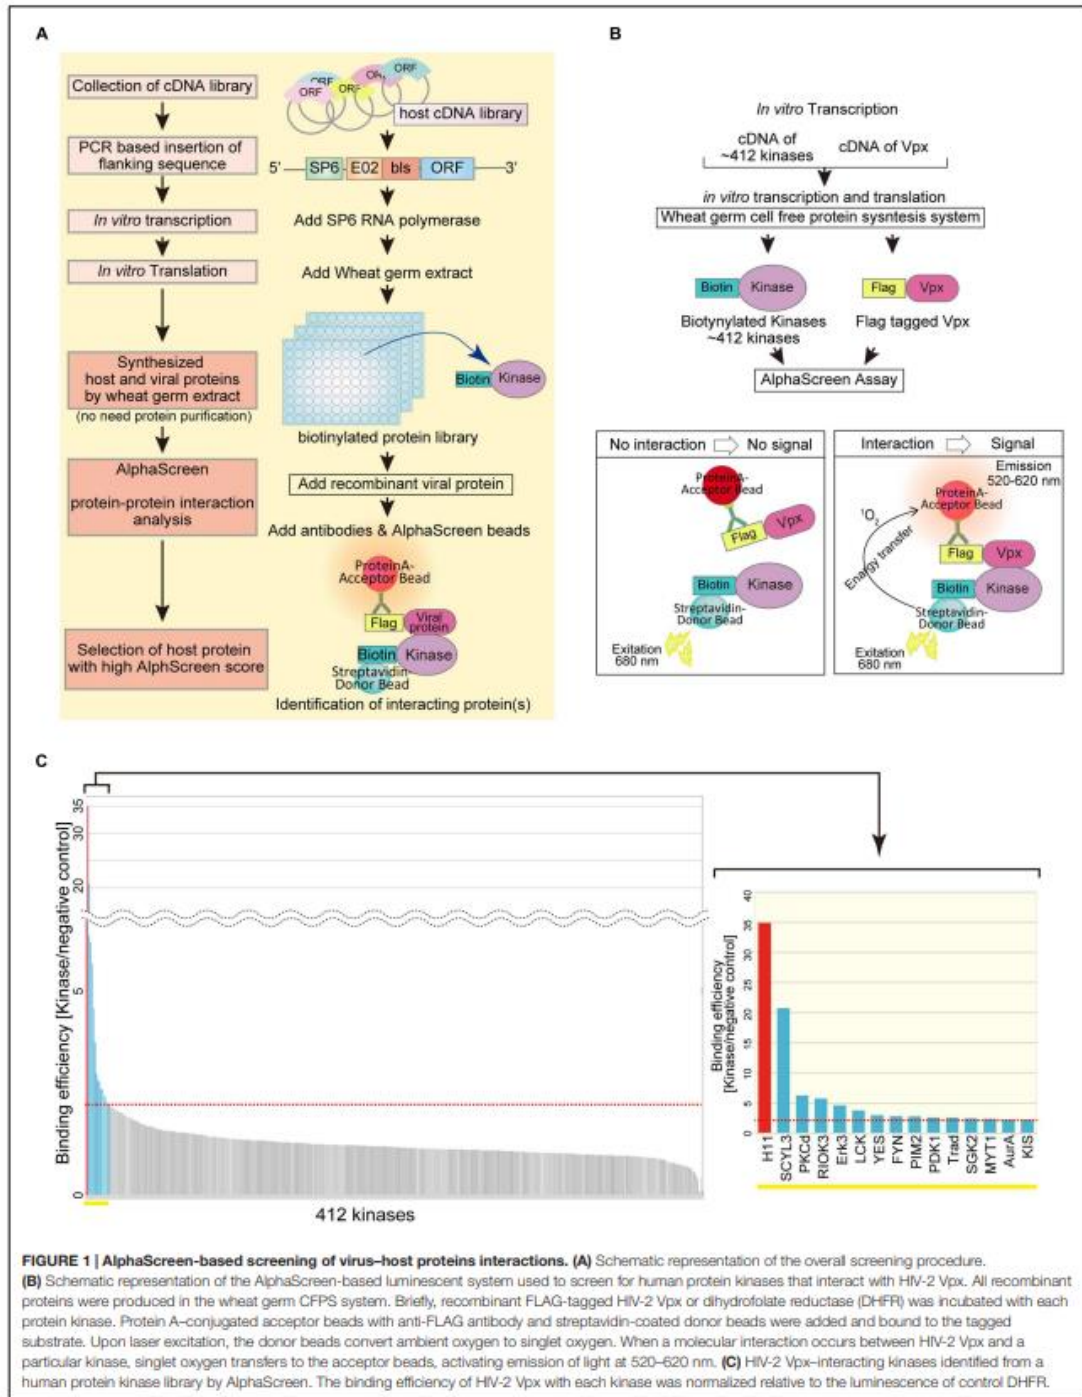 A
Collection of cDNA library
PCR based insertion of
flanking sequence
In vitro transcription
In vitro Translation
Synthesized
host and viral proteins
by wheat germ extract
(no need protein purification)
AlphaScreen
protein-protein interaction
analysis
Selection of host protein
with high AlphScreen score
ORF ORF ORF ORF ORF
host cDNA library
5' SP6 E02 bls ORF 3'
Add SP6 RNA polymerase
Add Wheat germ extract
Biotin Kinase
biotinylated protein library
Add recombinant viral protein
Add antibodies & AlphaScreen beads
ProteinA-
Acceptor Bead
Flag Viral
protein
Biotin Kinase
Streptavidin-
Donor Bead
Identification of interacting protein(s)
B
In vitro Transcription
cDNA of
~412 kinases
cDNA of Vpx
in vitro transcription and translation
Wheat germ cell free protein sysntesis system
Biotin Kinase
Flag Vpx
Biotynylated Kinases
~412 kinases
Flag tagged Vpx
AlphaScreen Assay
No interaction No signal
ProteinA-
Acceptor Bead
Flag Vpx
Biotin Kinase
Streptavidin-
Donor Bead
Exitation
680 nm
Interaction Signal
Emission
520-620 nm
ProteinA-
Acceptor Bead
¹O₂
Energy transfer
Flag Vpx
Biotin Kinase
Streptavidin-
Donor Bead
Exitation
680 nm
C
Binding efficiency [Kinase/negative control]
35
30
20
5
0
412 kinases
Binding efficiency
[Kinase/negative control]
40
35
30
25
20
15
10
5
0
H11
SCYL3
PKCd
RIOK3
Erk3
LCK
YES
FYN
PIM2
PDK1
Trad
SGK2
MYT1
AurA
KIS
FIGURE 1 | AlphaScreen-based screening of virus–host proteins interactions. (A) Schematic representation of the overall screening procedure.
(B) Schematic representation of the AlphaScreen-based luminescent system used to screen for human protein kinases that interact with HIV-2 Vpx. All recombinant
proteins were produced in the wheat germ CFPS system. Briefly, recombinant FLAG-tagged HIV-2 Vpx or dihydrofolate reductase (DHFR) was incubated with each
protein kinase. Protein A–conjugated acceptor beads with anti-FLAG antibody and streptavidin-coated donor beads were added and bound to the tagged
substrate. Upon laser excitation, the donor beads convert ambient oxygen to singlet oxygen. When a molecular interaction occurs between HIV-2 Vpx and a
particular kinase, singlet oxygen transfers to the acceptor beads, activating emission of light at 520–620 nm. (C) HIV-2 Vpx–interacting kinases identified from a
human protein kinase library by AlphaScreen. The binding efficiency of HIV-2 Vpx with each kinase was normalized relative to the luminescence of control DHFR.